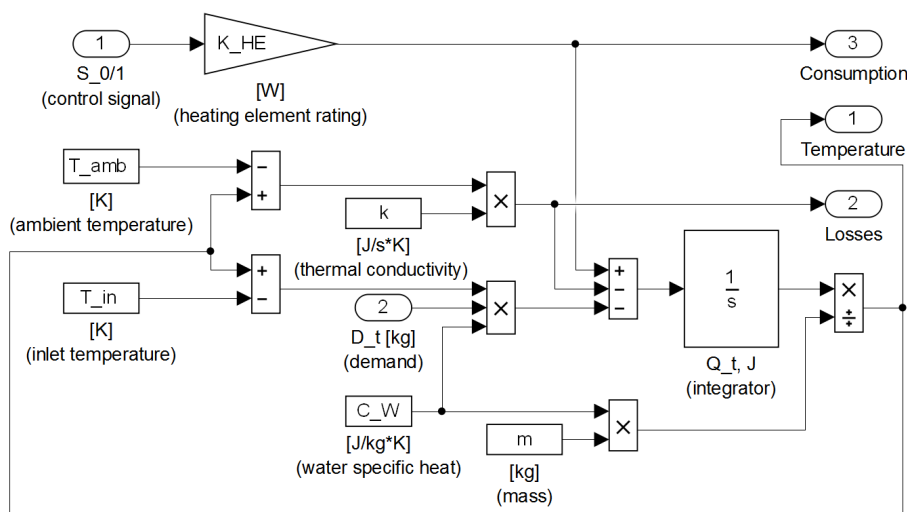 1
S_0/1
(control signal)
K_HE
[W]
(heating element rating)
3
Consumption
1
Temperature
T_amb
[K]
(ambient temperature)
−
+
k
[J/s*K]
(thermal conductivity)
×
2
Losses
T_in
[K]
(inlet temperature)
+
−
2
D_t [kg]
(demand)
×
+
−
−
1
s
Q_t, J
(integrator)
×
÷
C_W
[J/kg*K]
(water specific heat)
m
[kg]
(mass)
×